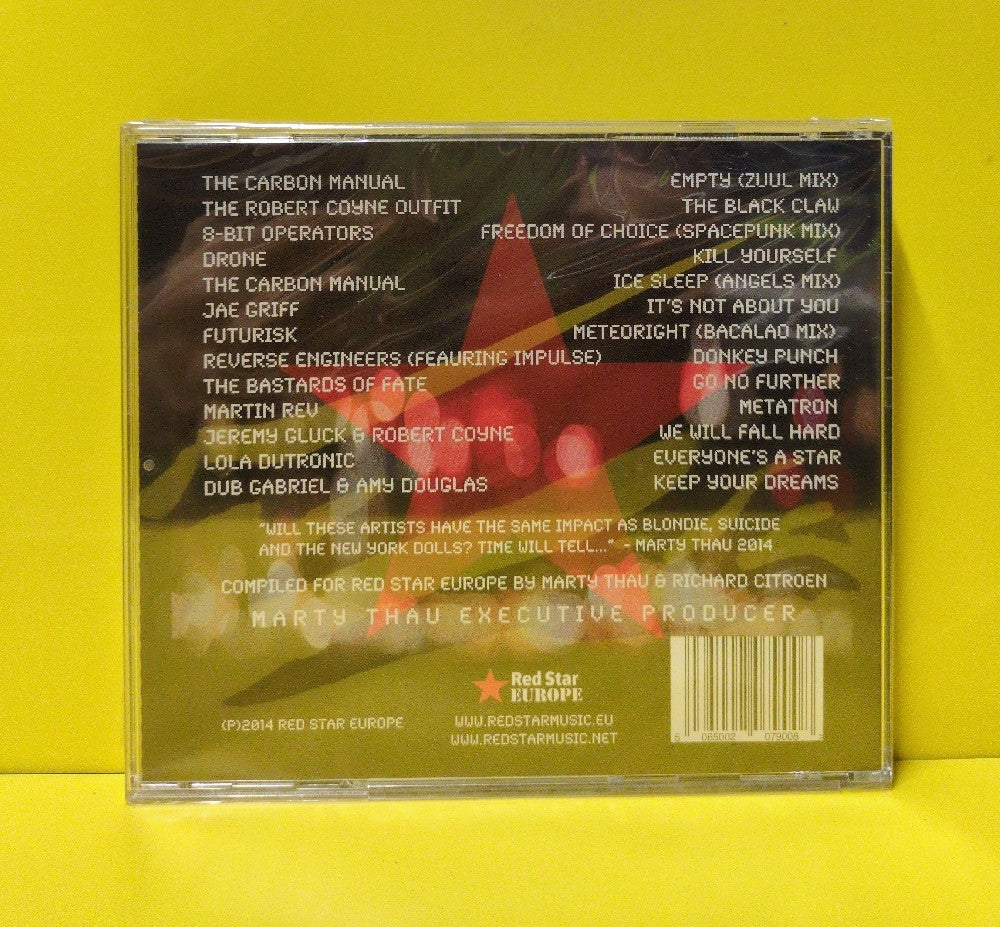 THE CARBON MANUAL EMPTY (ZUUL MIX)
THE ROBERT COYNE OUTFIT THE BLACK CLAW
8-BIT OPERATORS FREEDOM OF CHOICE (SPACEPUNK MIX)
DRONE KILL YOURSELF
THE CARBON MANUAL ICE SLEEP (ANGELS MIX)
JAE GRIFF IT'S NOT ABOUT YOU
FUTURISK METEORIGHT (BACALAO MIX)
REVERSE ENGINEERS (FEAURING IMPULSE) DONKEY PUNCH
THE BASTARDS OF FATE GO NO FURTHER
MARTIN REV METATRON
JEREMY GLUCK & ROBERT COYNE WE WILL FALL HARD
LOLA DUTRONIC EVERYONE'S A STAR
DUB GABRIEL & AMY DOUGLAS KEEP YOUR DREAMS
"WILL THESE ARTISTS HAVE THE SAME IMPACT AS BLONDIE, SUICIDE
AND THE NEW YORK DOLLS? TIME WILL TELL..." - MARTY THAU 2014
COMPILED FOR RED STAR EUROPE BY MARTY THAU & RICHARD CITROEN
MARTY THAU EXECUTIVE PRODUCER
Red Star
EUROPE
(P)2014 RED STAR EUROPE WWW.REDSTARMUSIC.EU
WWW.REDSTARMUSIC.NET
5 065002 079008 >